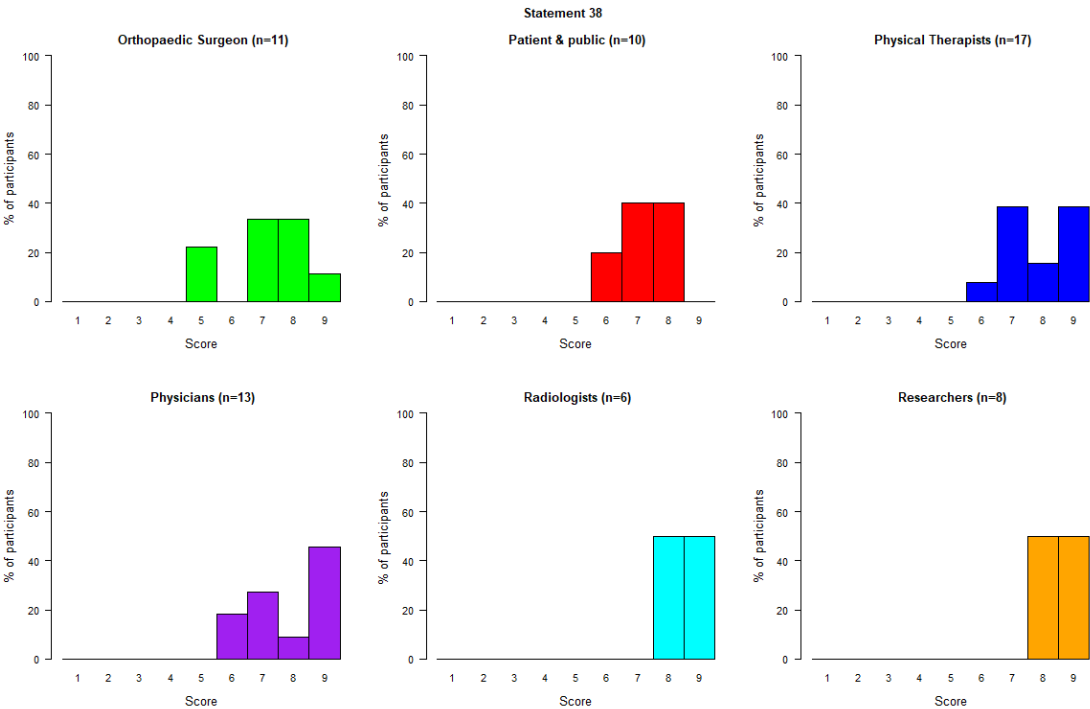 Statement 38
Orthopaedic Surgeon (n=11)
% of participants
100
80
60
40
20
0
1 2 3 4 5 6 7 8 9
Score
Patient & public (n=10)
% of participants
100
80
60
40
20
0
1 2 3 4 5 6 7 8 9
Score
Physical Therapists (n=17)
% of participants
100
80
60
40
20
0
1 2 3 4 5 6 7 8 9
Score
Physicians (n=13)
% of participants
100
80
60
40
20
0
1 2 3 4 5 6 7 8 9
Score
Radiologists (n=6)
% of participants
100
80
60
40
20
0
1 2 3 4 5 6 7 8 9
Score
Researchers (n=8)
% of participants
100
80
60
40
20
0
1 2 3 4 5 6 7 8 9
Score